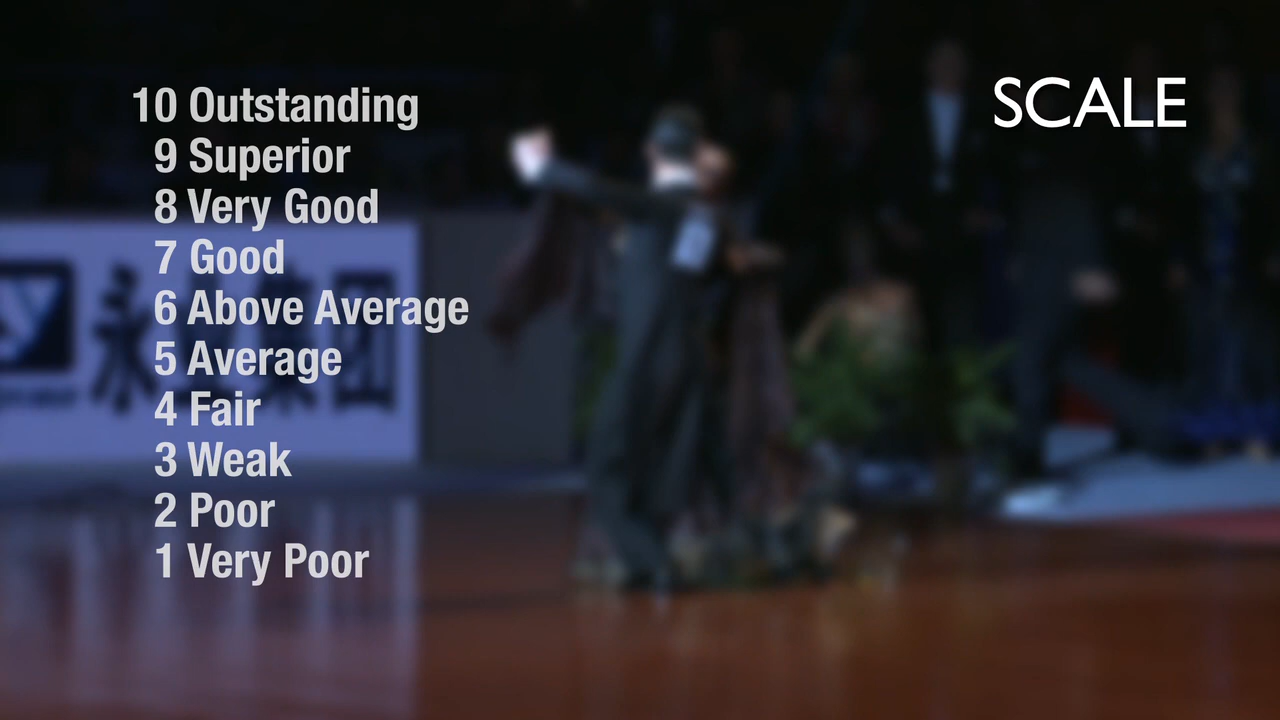 SCALE
10 Outstanding
9 Superior
8 Very Good
7 Good
6 Above Average
5 Average
4 Fair
3 Weak
2 Poor
1 Very Poor